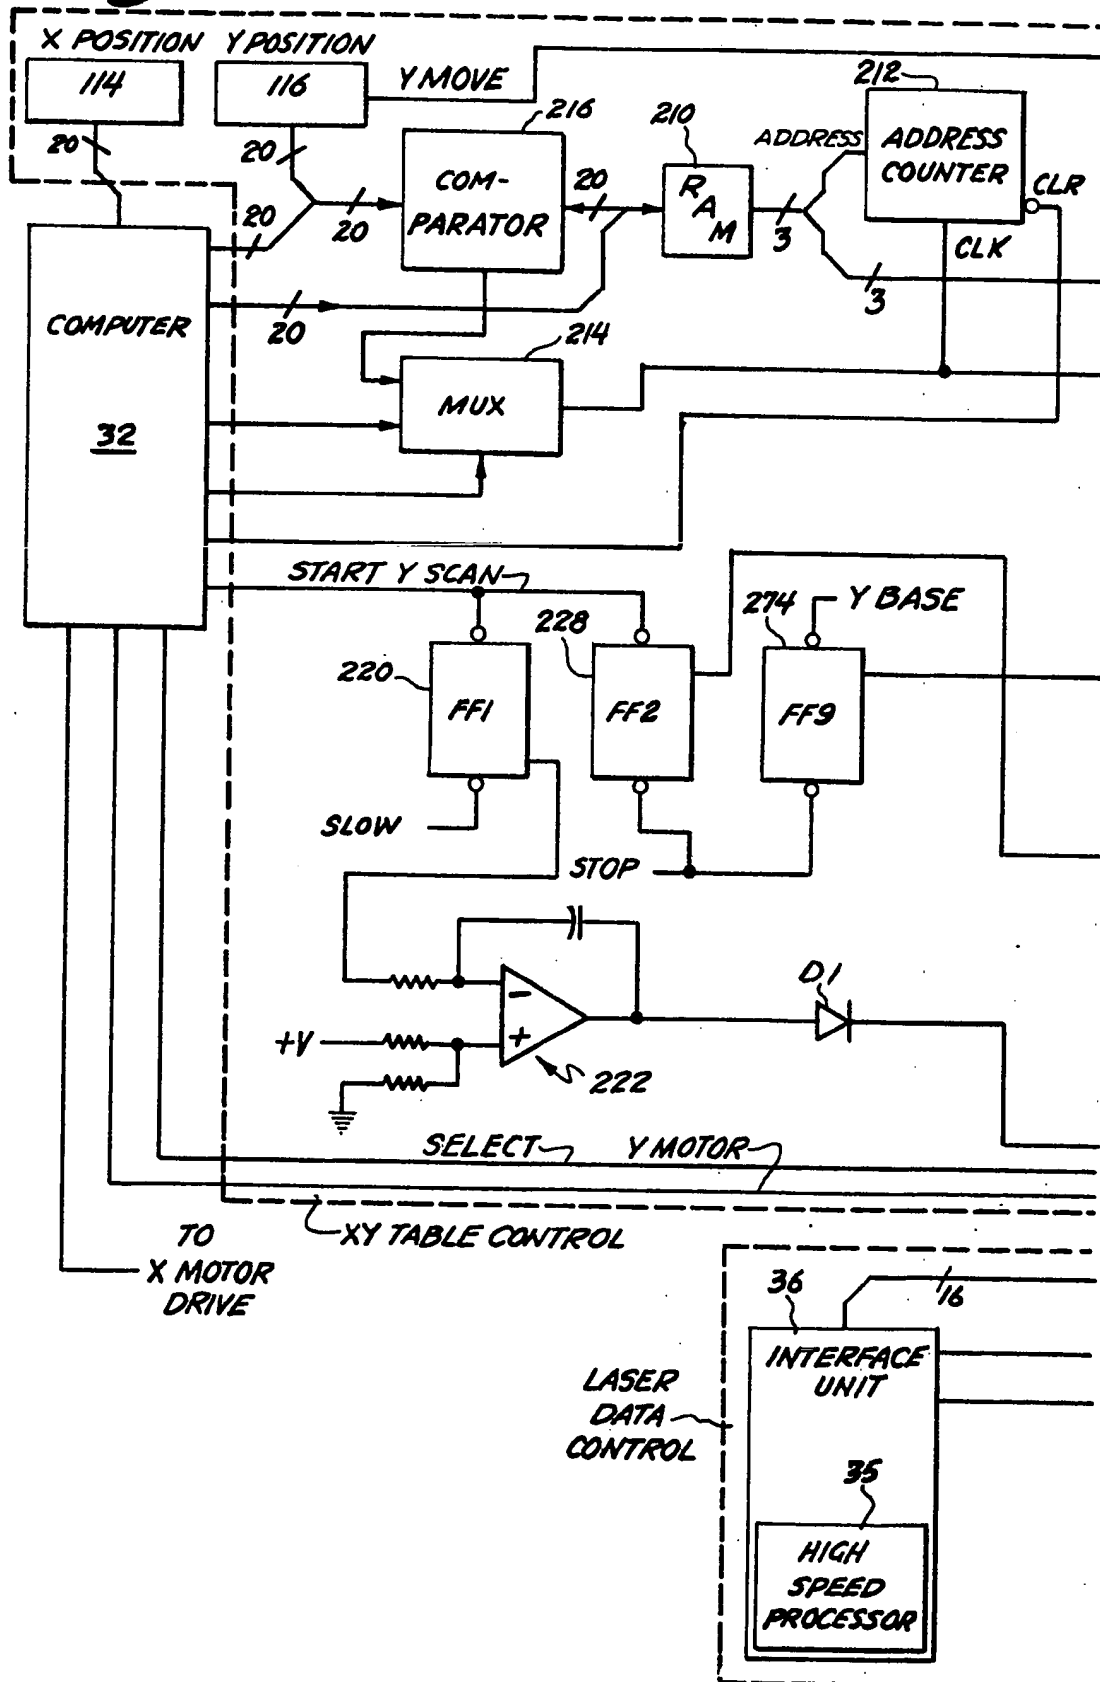 X POSITION Y POSITION
114
116
Y MOVE
20
20
216
COM-
PARATOR
20
210
RAM
ADDRESS
212
ADDRESS
COUNTER
CLR
CLK
20
20
3
3
20
COMPUTER
32
214
MUX
START Y SCAN
220
FF1
228
FF2
274
Y BASE
FF9
SLOW
STOP
D1
−
+
+V
222
SELECT
Y MOTOR
XY TABLE CONTROL
TO
X MOTOR
DRIVE
36
16
INTERFACE
UNIT
LASER
DATA
CONTROL
35
HIGH
SPEED
PROCESSOR